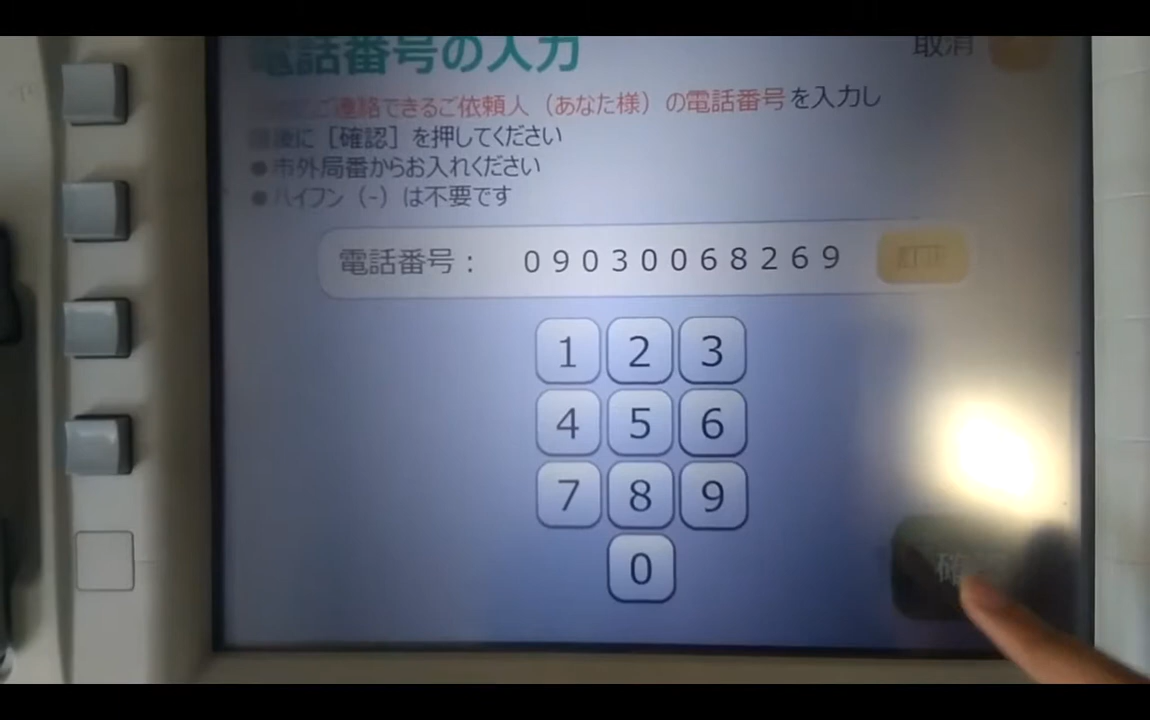 電話番号の入力
取消
ご連絡できるご依頼人（あなた様）の電話番号を入力し
後に［確認］を押してください
●市外局番からお入れください
●ハイフン（-）は不要です
電話番号： 09030068269 訂正
1 2 3
4 5 6
7 8 9
0
確